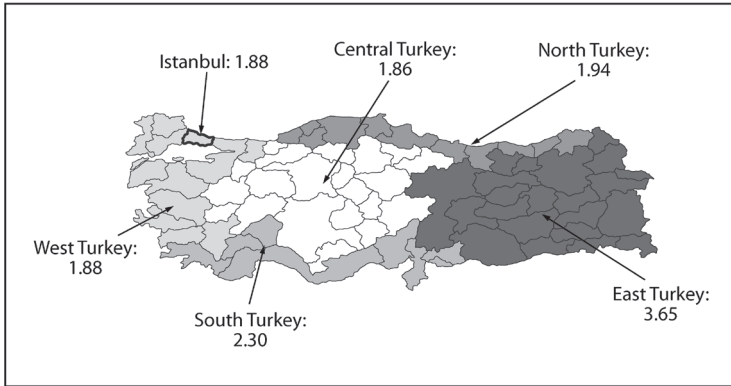 Istanbul: 1.88
Central Turkey:
1.86
North Turkey:
1.94
West Turkey:
1.88
South Turkey:
2.30
East Turkey:
3.65